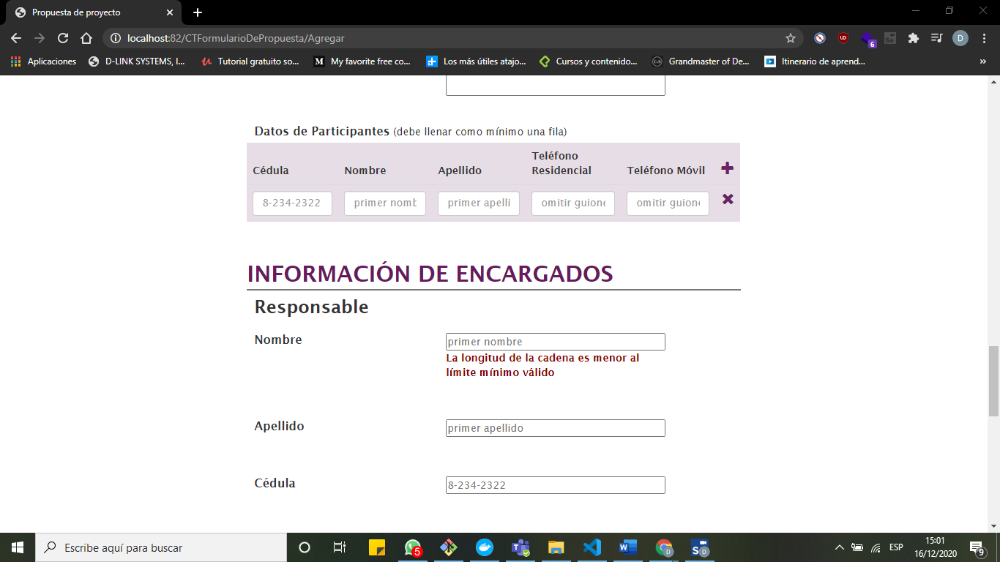 Propuesta de proyecto
localhost:82/CTFormularioDePropuesta/Agregar
6
D
Aplicaciones D-LINK SYSTEMS, I... Tutorial gratuito so... My favorite free co... Los más útiles atajo... Cursos y contenido... Grandmaster of De... Itinerario de aprend... »
Datos de Participantes (debe llenar como mínimo una fila)
Cédula Nombre Apellido Teléfono Residencial Teléfono Móvil
8-234-2322 primer nomb primer apelli omitir guione omitir guione
INFORMACIÓN DE ENCARGADOS
Responsable
Nombre primer nombre
La longitud de la cadena es menor al
límite mínimo válido
Apellido primer apellido
Cédula 8-234-2322
Escribe aquí para buscar
5
ESP
15:01
16/12/2020
9